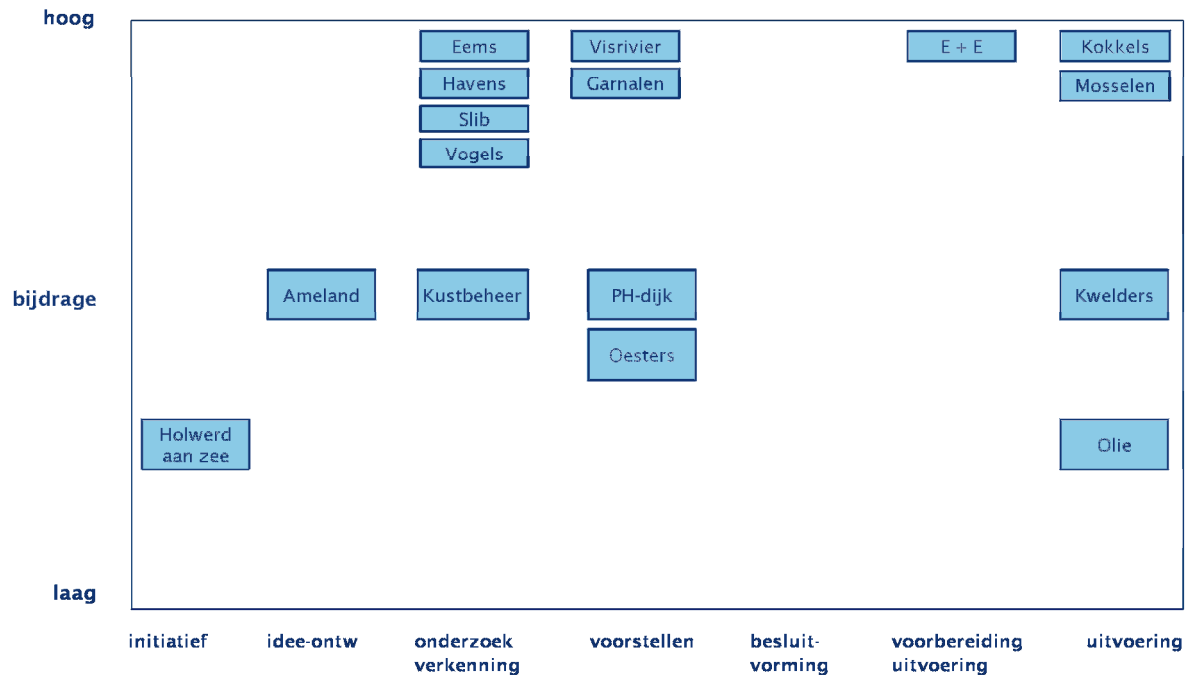 hoog
Eems
Visrivier
E + E
Kokkels
Havens
Garnalen
Mosselen
Slib
Vogels
bijdrage
Ameland
Kustbeheer
PH-dijk
Kwelders
Oesters
Holwerd
aan zee
Olie
laag
initiatief
idee-ontw
onderzoek
verkenning
voorstellen
besluit-
vorming
voorbereiding
uitvoering
uitvoering